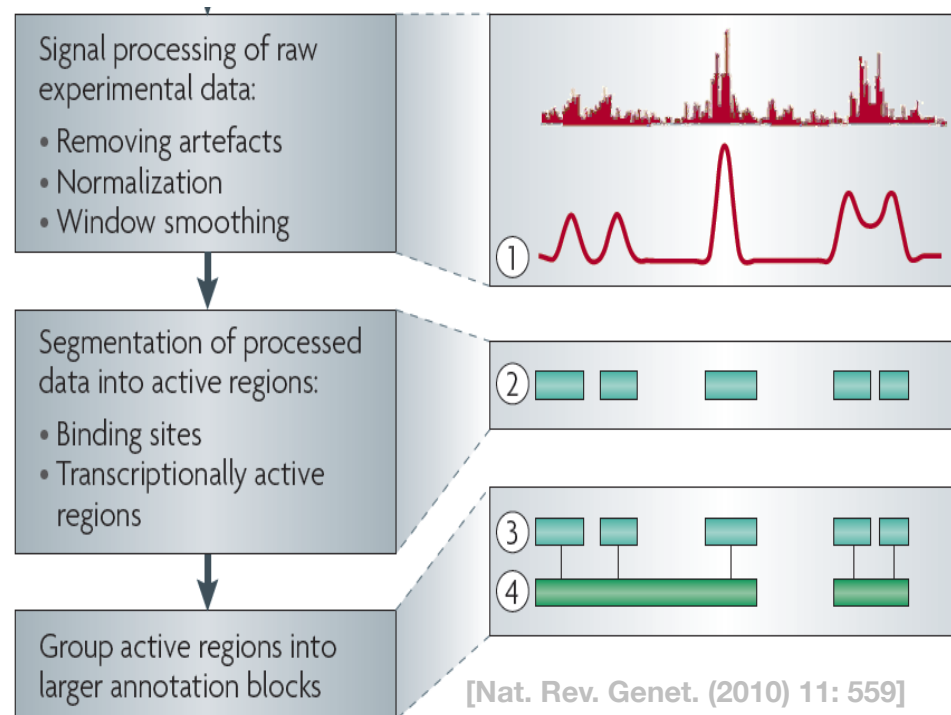 Signal processing of raw
experimental data:
• Removing artefacts
• Normalization
• Window smoothing
1
Segmentation of processed
data into active regions:
• Binding sites
• Transcriptionally active
regions
2
3
4
Group active regions into
larger annotation blocks
[Nat. Rev. Genet. (2010) 11: 559]